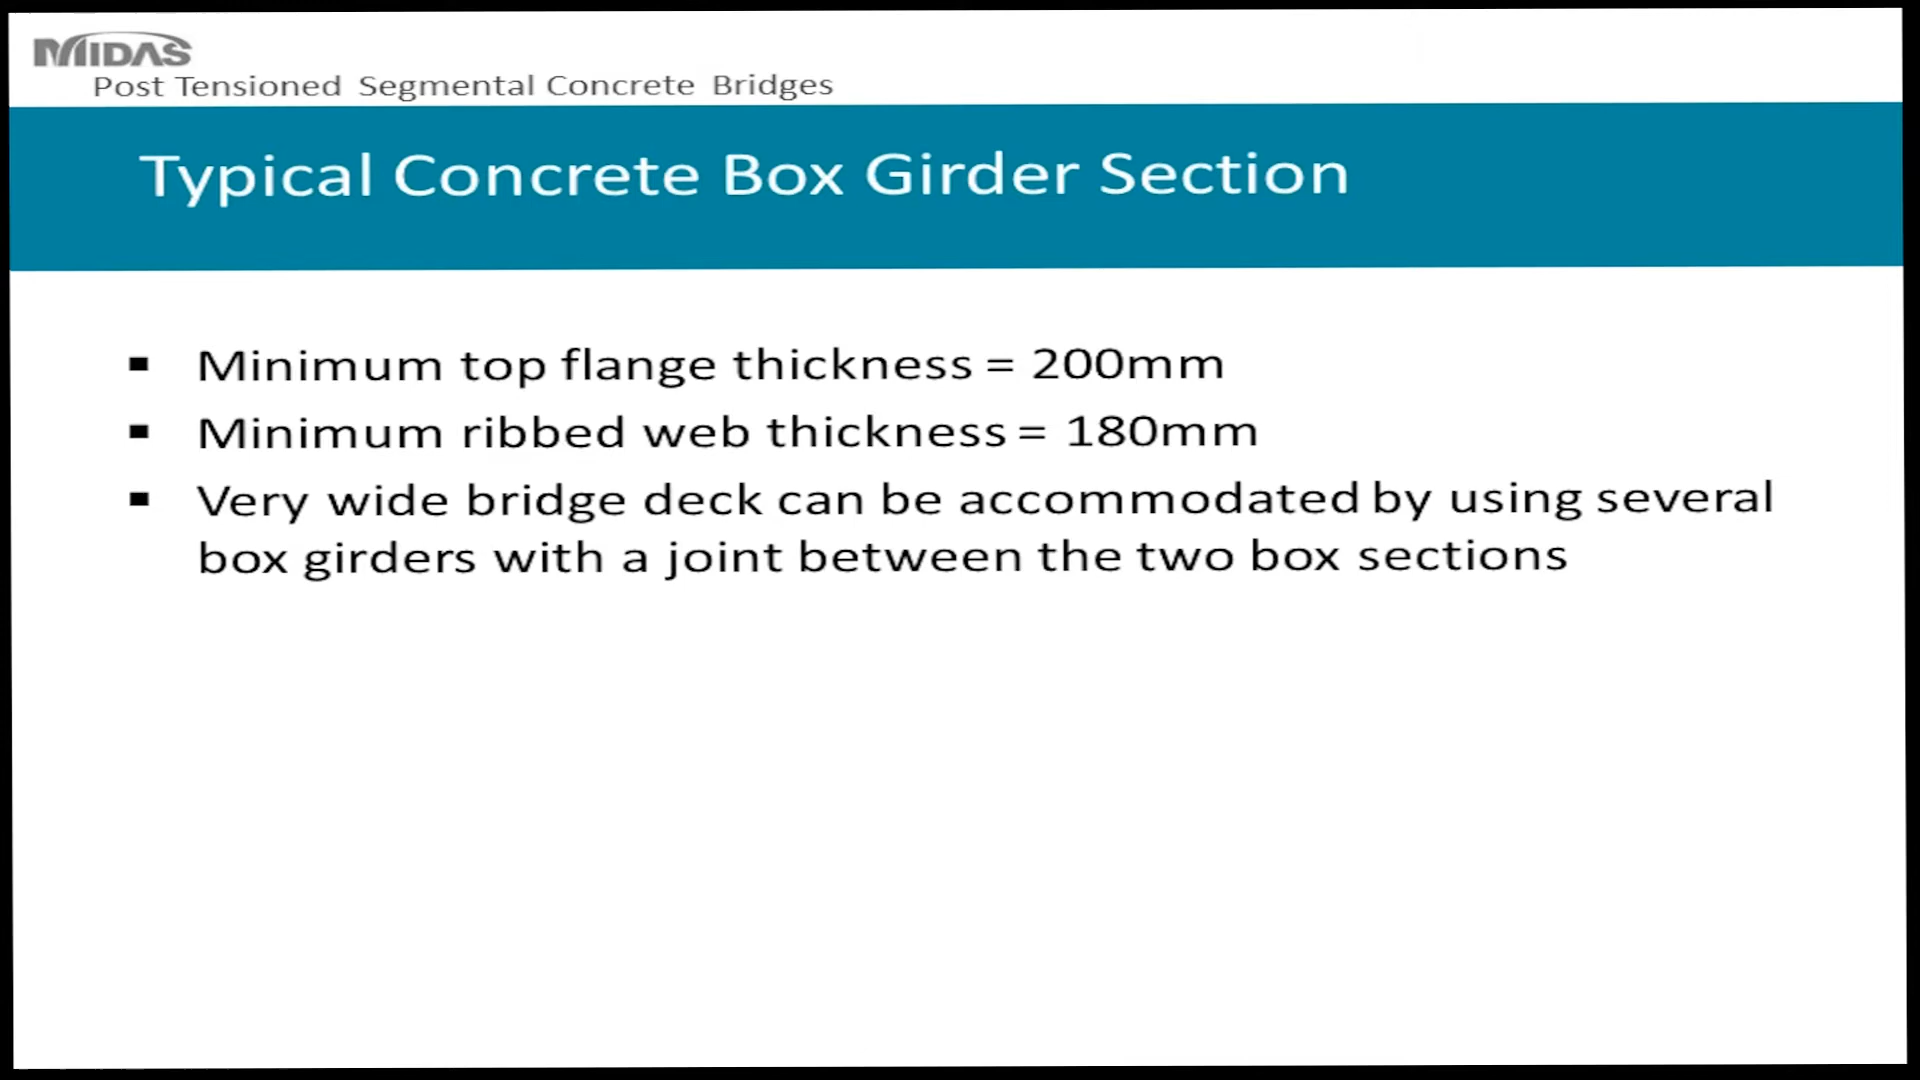 MIDAS
Post Tensioned Segmental Concrete Bridges
Typical Concrete Box Girder Section
▪ Minimum top flange thickness = 200mm
▪ Minimum ribbed web thickness = 180mm
▪ Very wide bridge deck can be accommodated by using several
box girders with a joint between the two box sections